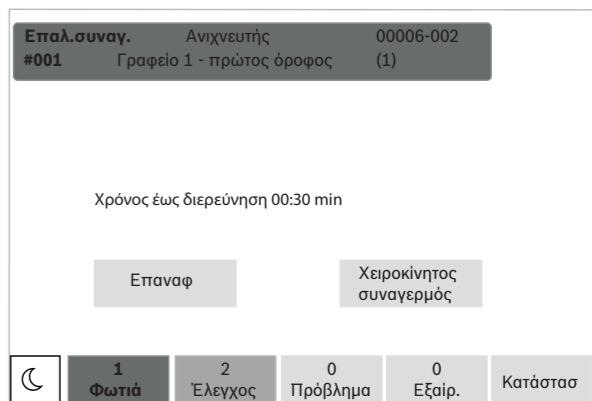 Επαλ.συναγ. Ανιχνευτής 00006-002
#001 Γραφείο 1 - πρώτος όροφος (1)
Χρόνος έως διερεύνηση 00:30 min
Επαναφ
Χειροκίνητος
συναγερμός
1 2 0 0
Φωτιά Έλεγχος Πρόβλημα Εξαίρ. Κατάστασ